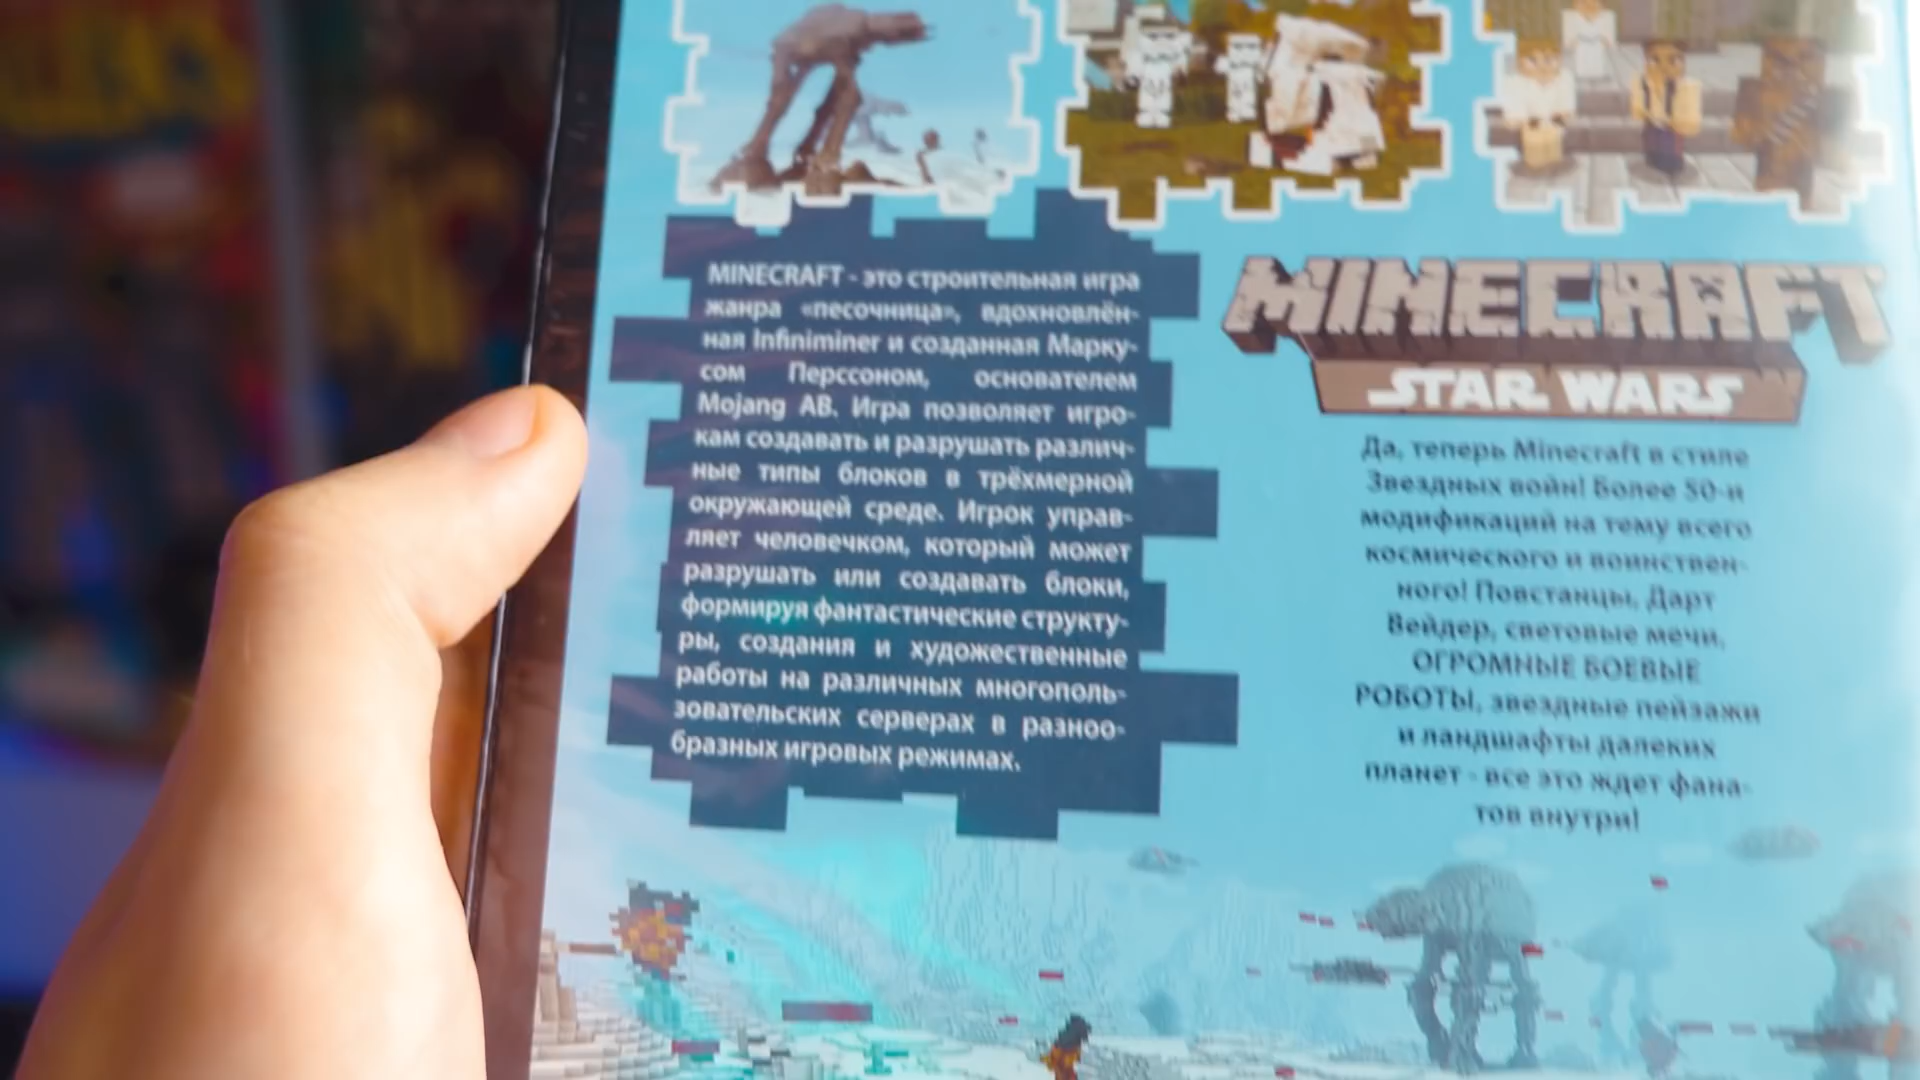 MINECRAFT - это строительная игра
жанра «песочница», вдохновлён-
ная Infiniminer и созданная Марку-
сом Перссоном, основателем
Mojang AB. Игра позволяет игро-
кам создавать и разрушать различ-
ные типы блоков в трёхмерной
окружающей среде. Игрок управ-
ляет человечком, который может
разрушать или создавать блоки,
формируя фантастические структу-
ры, создания и художественные
работы на различных многополь-
зовательских серверах в разноо-
бразных игровых режимах.
MINECRAFT
STAR WARS
Да, теперь Minecraft в стиле
Звездных войн! Более 50-и
модификаций на тему всего
космического и воинствен-
ного! Повстанцы, Дарт
Вейдер, световые мечи,
ОГРОМНЫЕ БОЕВЫЕ
РОБОТЫ, звездные пейзажи
и ландшафты далеких
планет - все это ждет фана-
тов внутри!